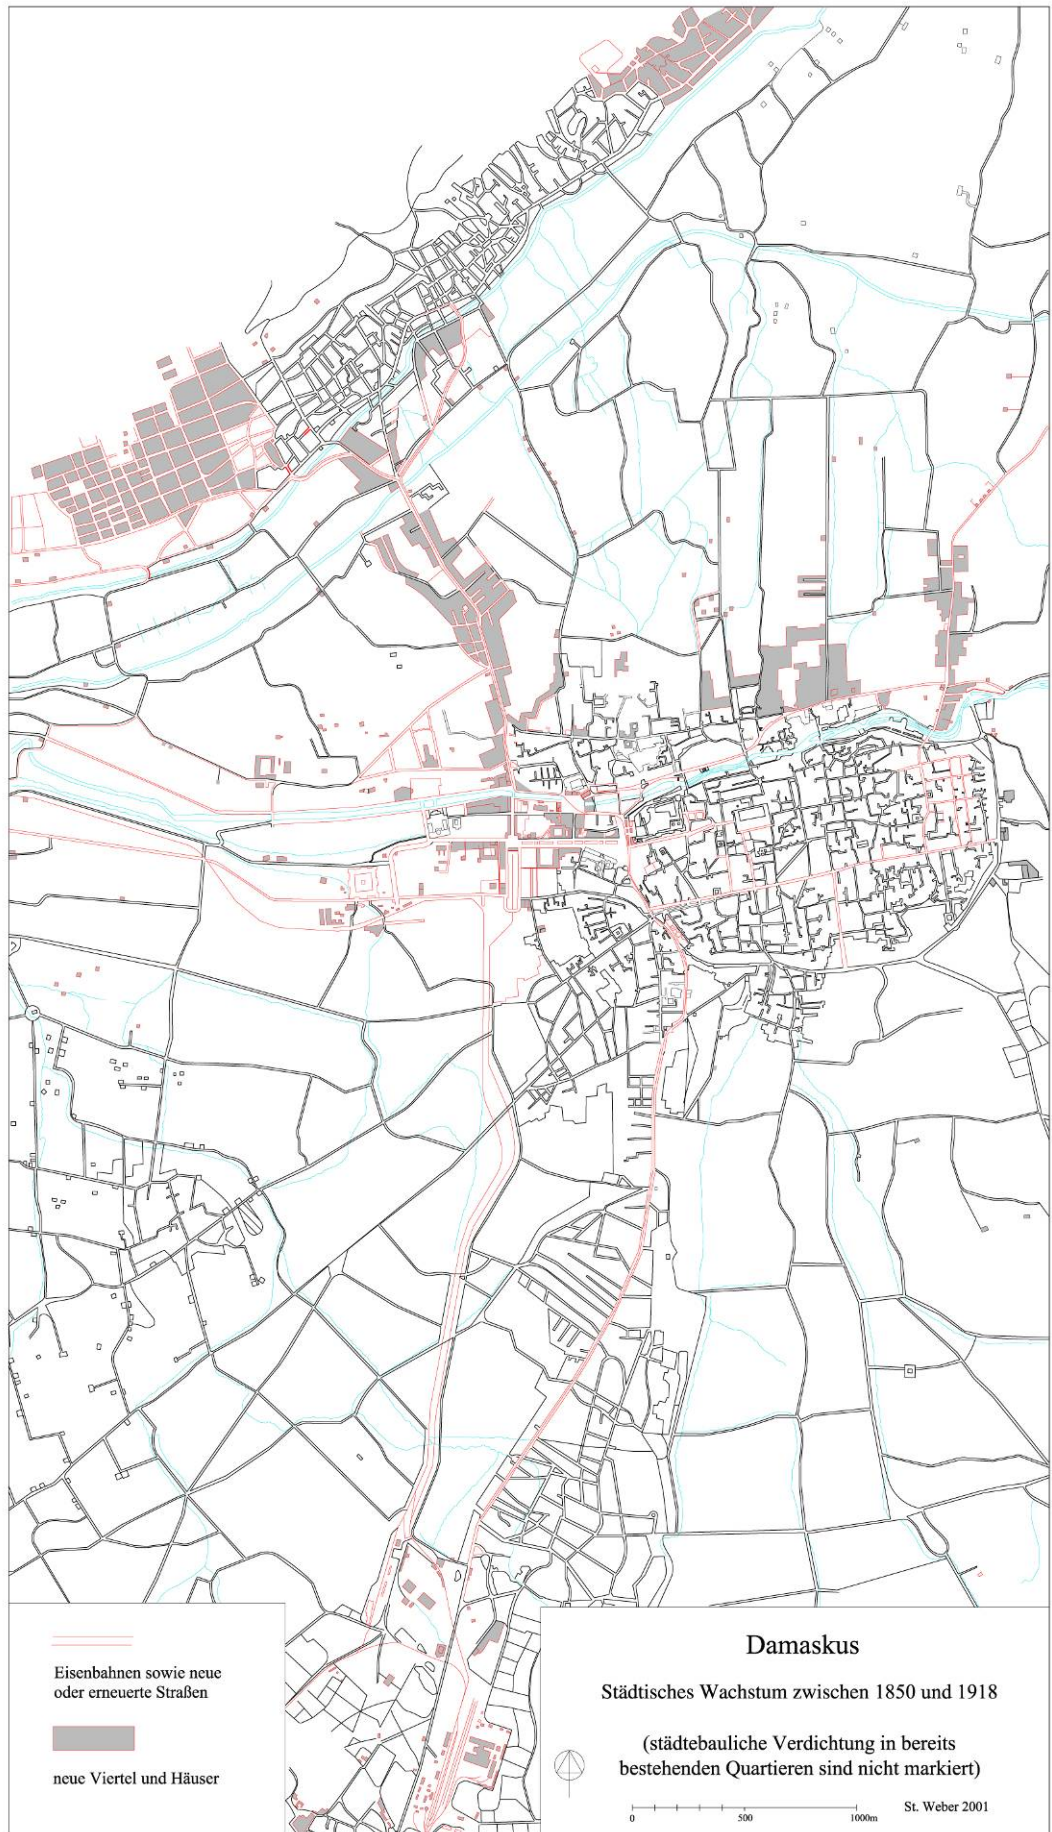 Eisenbahnen sowie neue
oder erneuerte Straßen
neue Viertel und Häuser
Damaskus
Städtisches Wachstum zwischen 1850 und 1918
(städtebauliche Verdichtung in bereits
bestehenden Quartieren sind nicht markiert)
St. Weber 2001
0 500 1000m